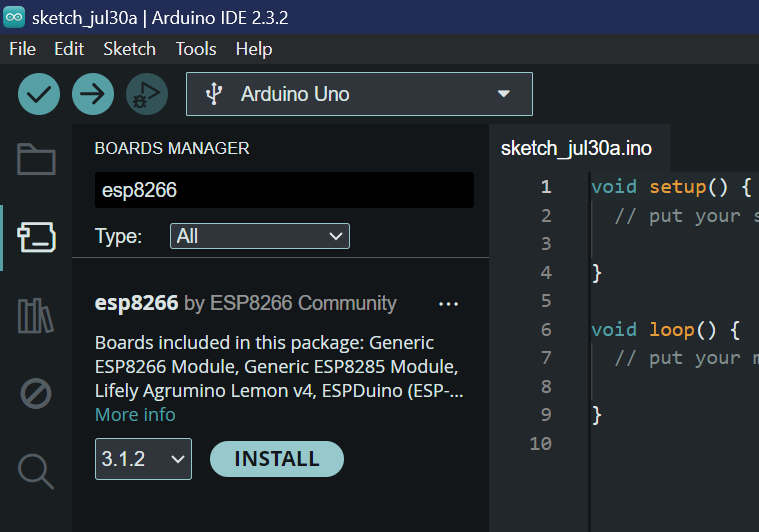 sketch_jul30a | Arduino IDE 2.3.2
File Edit Sketch Tools Help
Arduino Uno
BOARDS MANAGER
esp8266
Type: All
esp8266 by ESP8266 Community ...
Boards included in this package: Generic
ESP8266 Module, Generic ESP8285 Module,
Lifely Agrumino Lemon v4, ESPDuino (ESP-...
More info
3.1.2 INSTALL
sketch_jul30a.ino
1 void setup() {
2 // put your s
3
4 }
5
6 void loop() {
7 // put your m
8
9 }
10